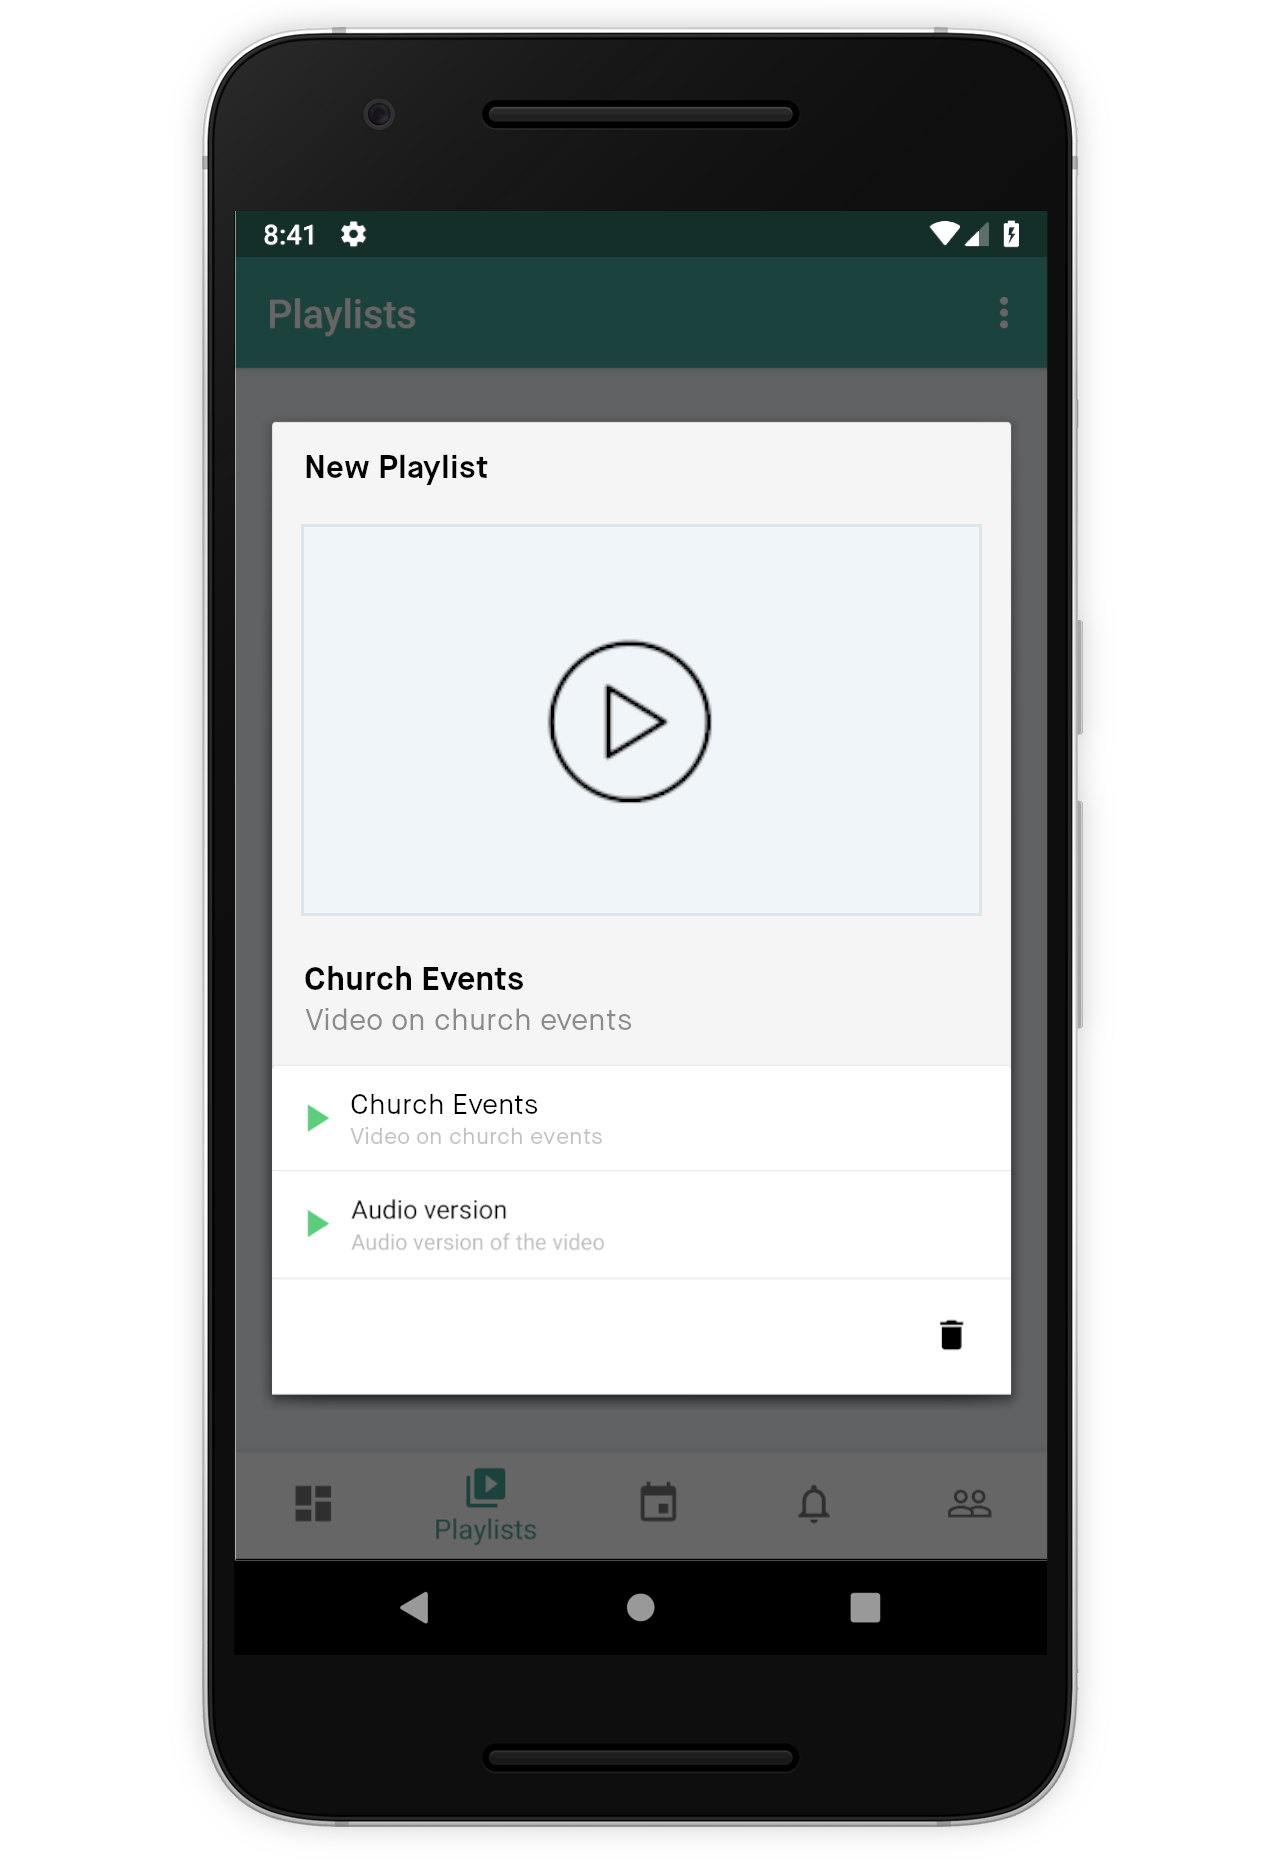 8:41
Playlists
New Playlist
Church Events
Video on church events
Church Events
Video on church events
Audio version
Audio version of the video
Playlists